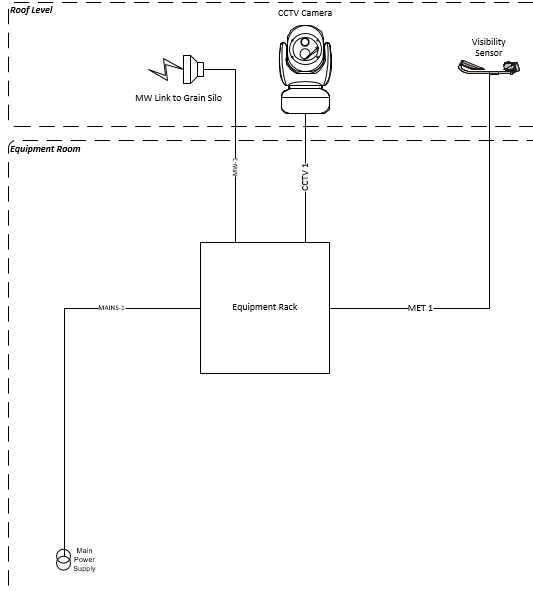 Roof Level
CCTV Camera
Visibility
Sensor
MW Link to Grain Silo
Equipment Room
MW-1
CCTV 1
Equipment Rack
MAINS-1
MET 1
Main
Power
Supply